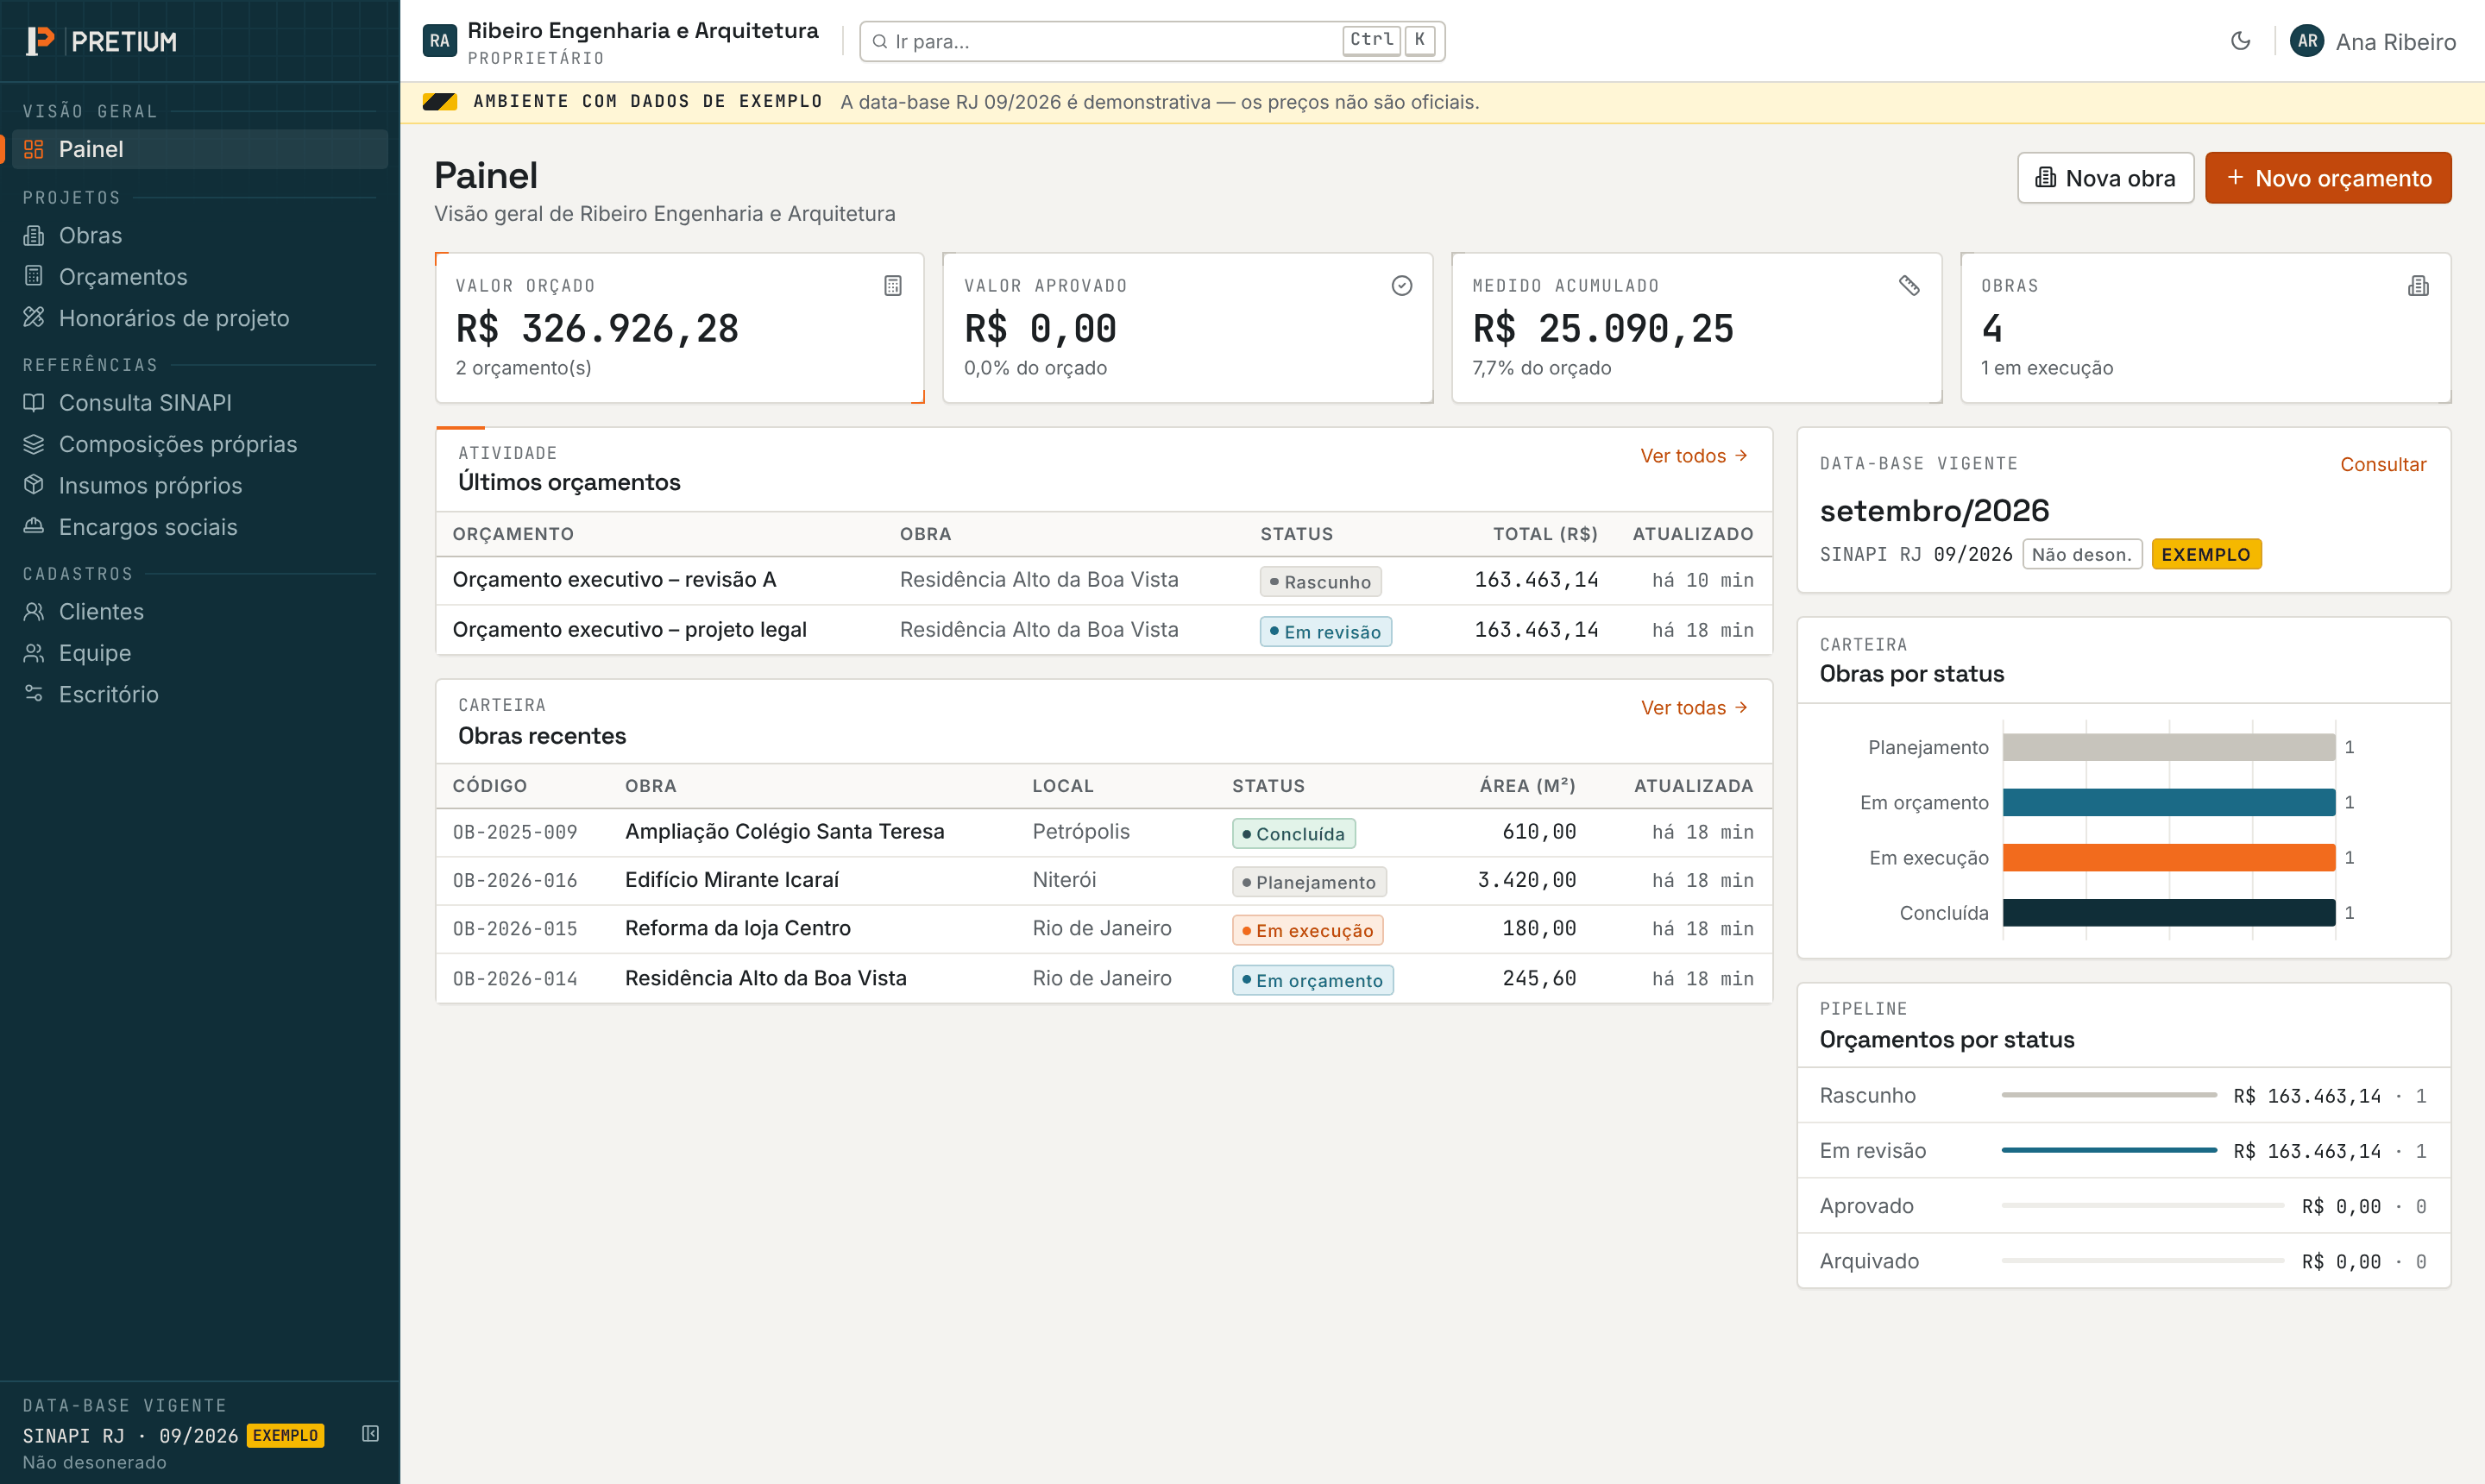 PRETIUM
VISÃO GERAL
Painel
PROJETOS
Obras
Orçamentos
Honorários de projeto
REFERÊNCIAS
Consulta SINAPI
Composições próprias
Insumos próprios
Encargos sociais
CADASTROS
Clientes
Equipe
Escritório
DATA-BASE VIGENTE
SINAPI RJ · 09/2026 EXEMPLO
Não desonerado
RA Ribeiro Engenharia e Arquitetura
PROPRIETÁRIO
Ir para... Ctrl K
AR Ana Ribeiro
AMBIENTE COM DADOS DE EXEMPLO A data-base RJ 09/2026 é demonstrativa — os preços não são oficiais.
Painel
Visão geral de Ribeiro Engenharia e Arquitetura
Nova obra
+ Novo orçamento
VALOR ORÇADO
R$ 326.926,28
2 orçamento(s)
VALOR APROVADO
R$ 0,00
0,0% do orçado
MEDIDO ACUMULADO
R$ 25.090,25
7,7% do orçado
OBRAS
4
1 em execução
ATIVIDADE
Últimos orçamentos
Ver todos →
ORÇAMENTO OBRA STATUS TOTAL (R$) ATUALIZADO
Orçamento executivo – revisão A Residência Alto da Boa Vista Rascunho 163.463,14 há 10 min
Orçamento executivo – projeto legal Residência Alto da Boa Vista Em revisão 163.463,14 há 18 min
CARTEIRA
Obras recentes
Ver todas →
CÓDIGO OBRA LOCAL STATUS ÁREA (M²) ATUALIZADA
OB-2025-009 Ampliação Colégio Santa Teresa Petrópolis Concluída 610,00 há 18 min
OB-2026-016 Edifício Mirante Icaraí Niterói Planejamento 3.420,00 há 18 min
OB-2026-015 Reforma da loja Centro Rio de Janeiro Em execução 180,00 há 18 min
OB-2026-014 Residência Alto da Boa Vista Rio de Janeiro Em orçamento 245,60 há 18 min
DATA-BASE VIGENTE
Consultar
setembro/2026
SINAPI RJ 09/2026 Não deson. EXEMPLO
CARTEIRA
Obras por status
Planejamento 1
Em orçamento 1
Em execução 1
Concluída 1
PIPELINE
Orçamentos por status
Rascunho R$ 163.463,14 · 1
Em revisão R$ 163.463,14 · 1
Aprovado R$ 0,00 · 0
Arquivado R$ 0,00 · 0